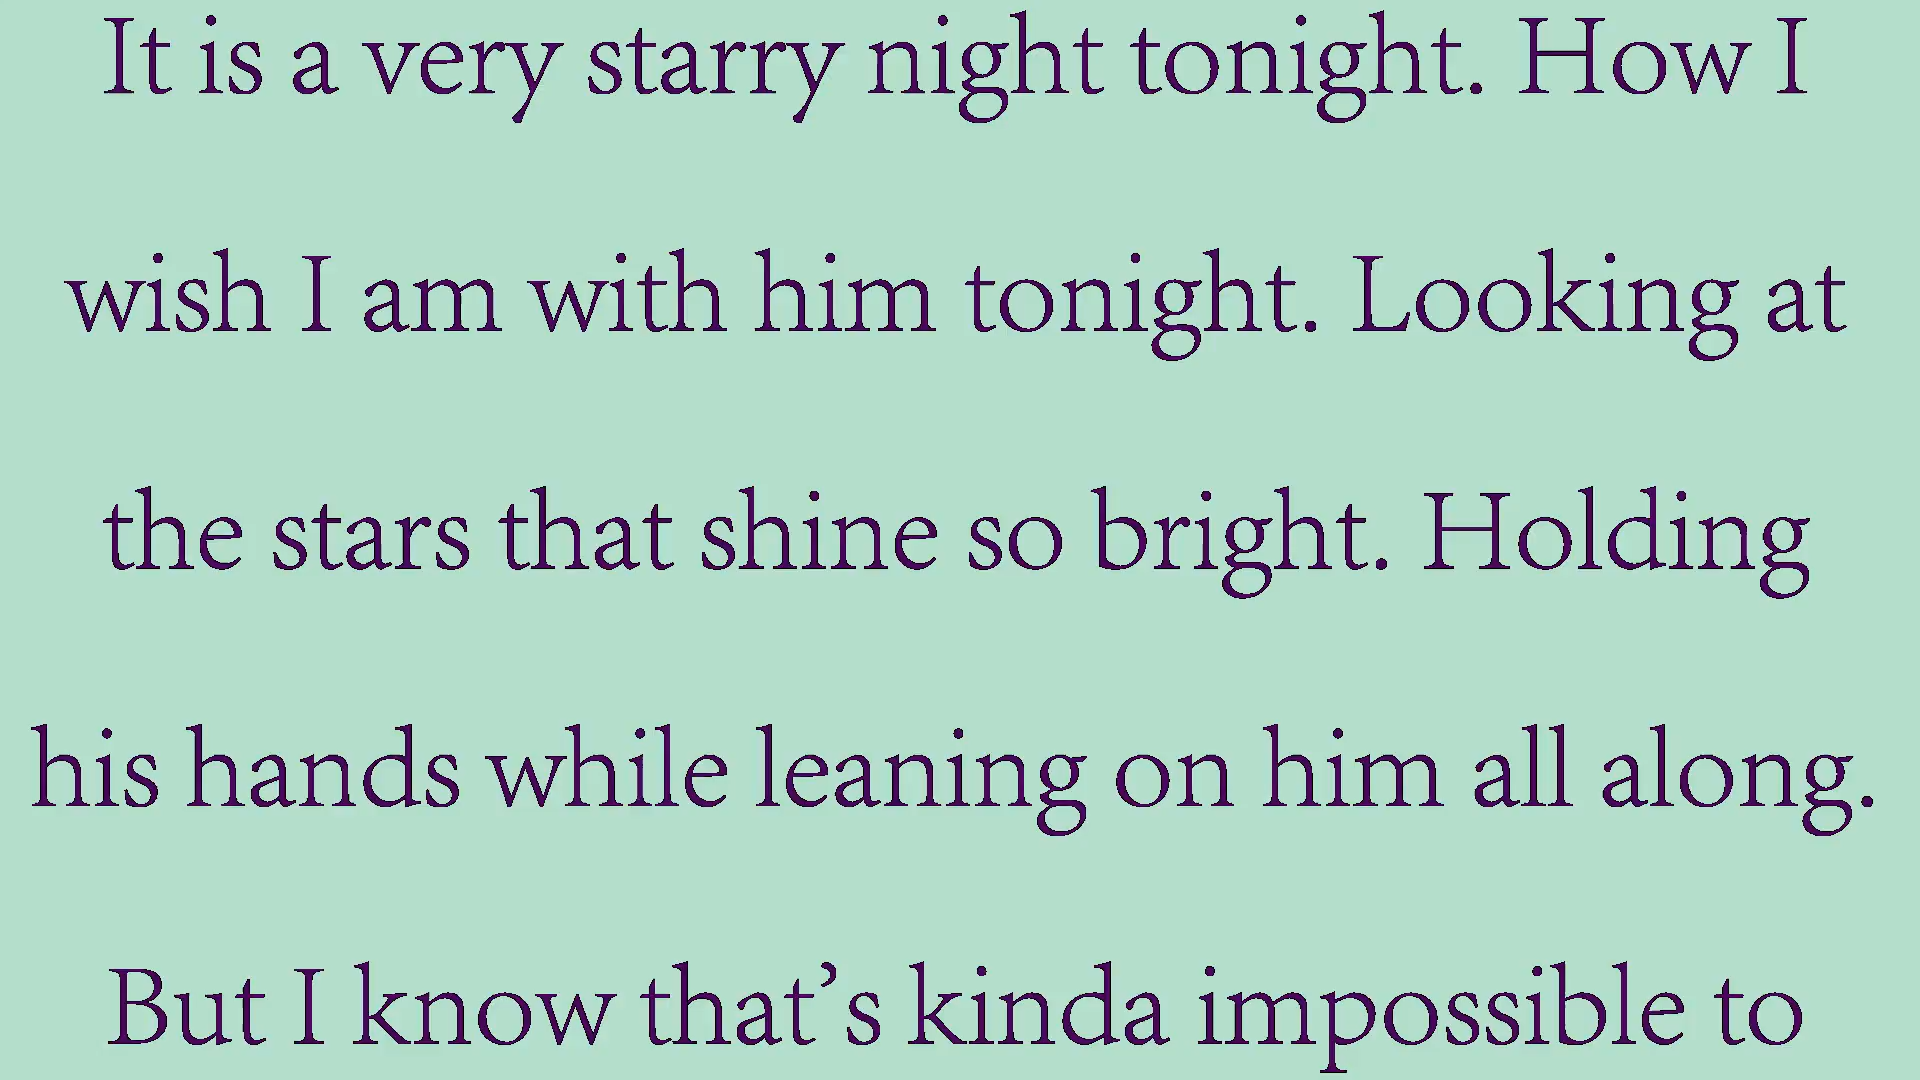 It is a very starry night tonight. How I
wish I am with him tonight. Looking at
the stars that shine so bright. Holding
his hands while leaning on him all along.
But I know that’s kinda impossible to